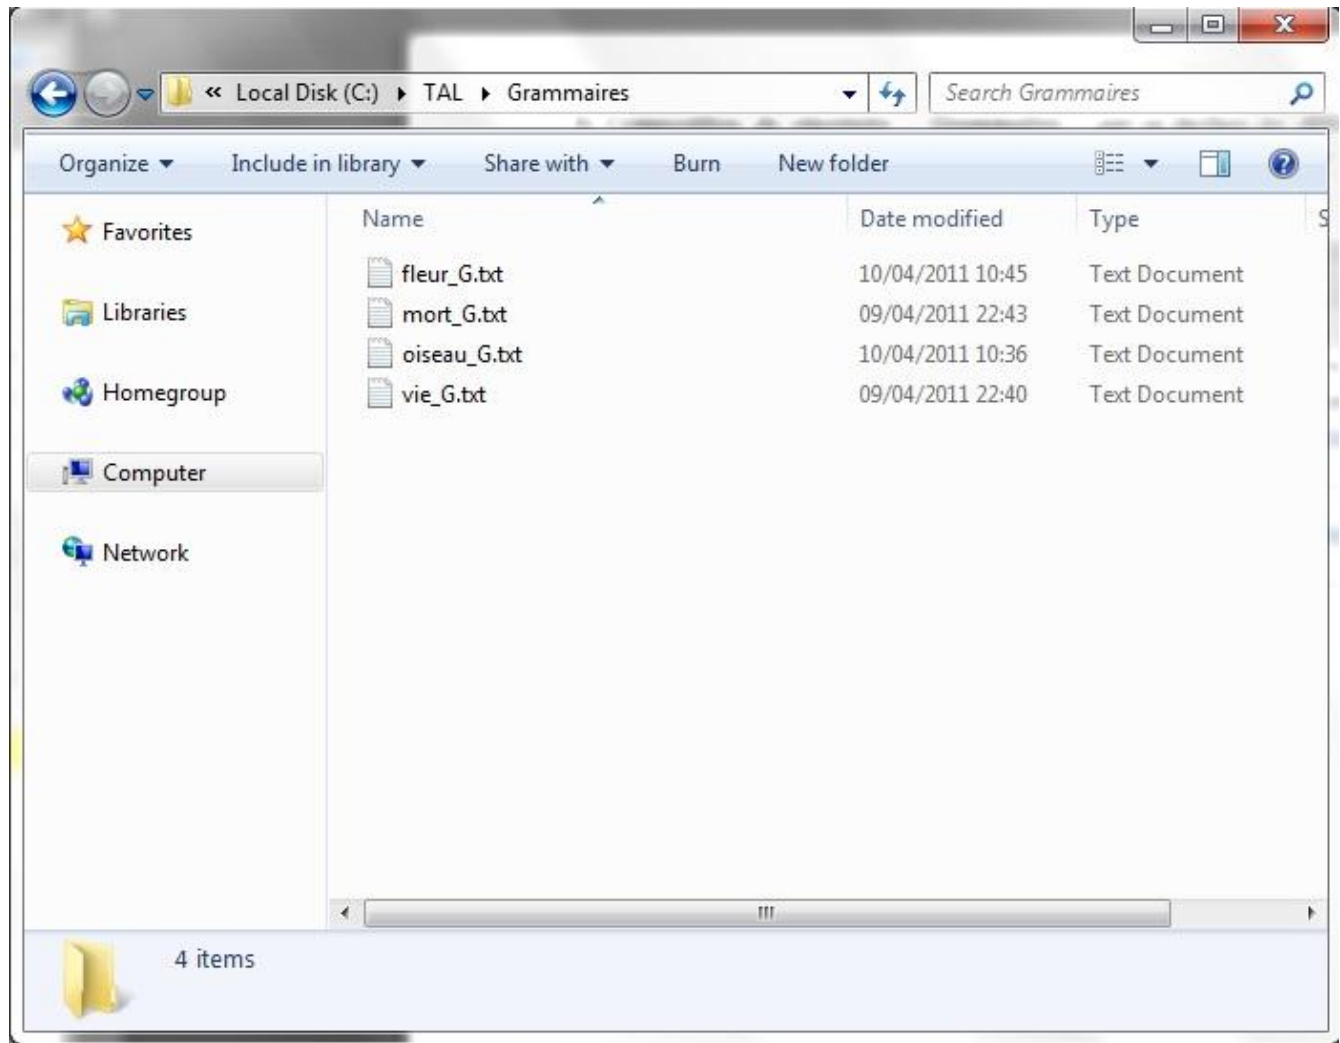 « Local Disk (C:) ▸ TAL ▸ Grammaires Search Grammaires
Organize Include in library Share with Burn New folder
Name Date modified Type S
Favorites
Libraries
Homegroup
Computer
Network
fleur_G.txt 10/04/2011 10:45 Text Document
mort_G.txt 09/04/2011 22:43 Text Document
oiseau_G.txt 10/04/2011 10:36 Text Document
vie_G.txt 09/04/2011 22:40 Text Document
4 items